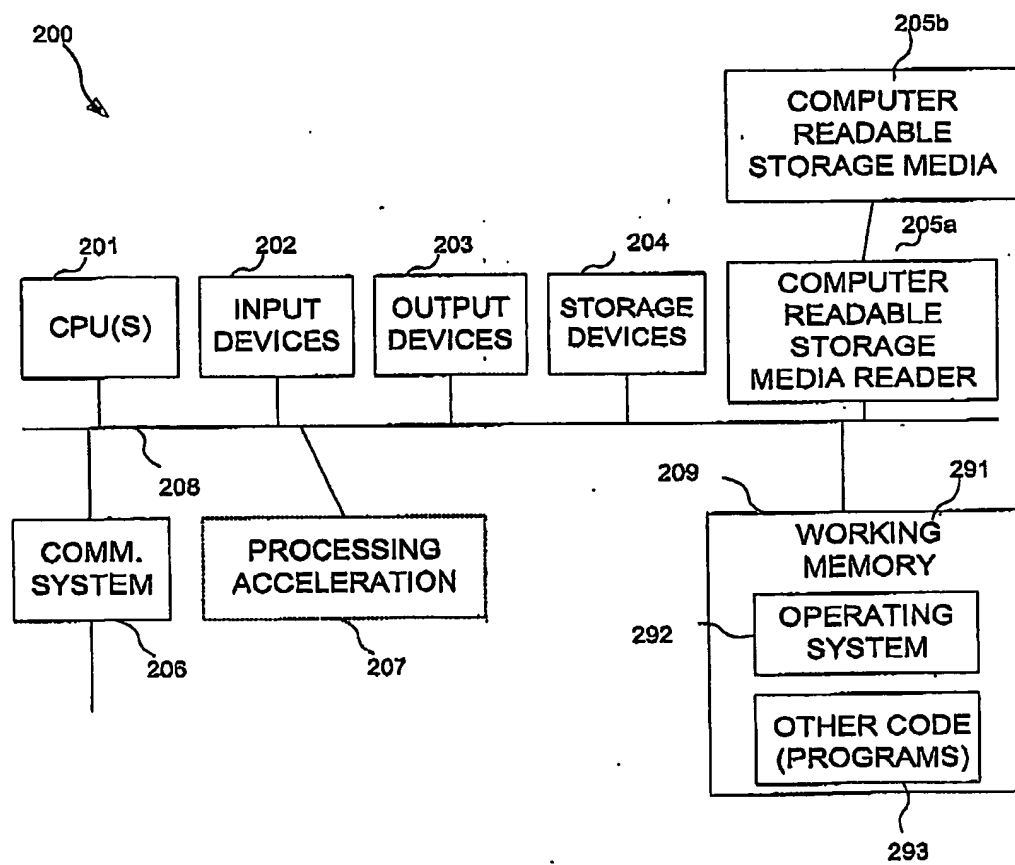 200
205b
COMPUTER
READABLE
STORAGE MEDIA
201
202
203
204
205a
CPU(S)
INPUT
DEVICES
OUTPUT
DEVICES
STORAGE
DEVICES
COMPUTER
READABLE
STORAGE
MEDIA READER
208
209
291
COMM.
SYSTEM
PROCESSING
ACCELERATION
WORKING
MEMORY
206
207
292
OPERATING
SYSTEM
OTHER CODE
(PROGRAMS)
293